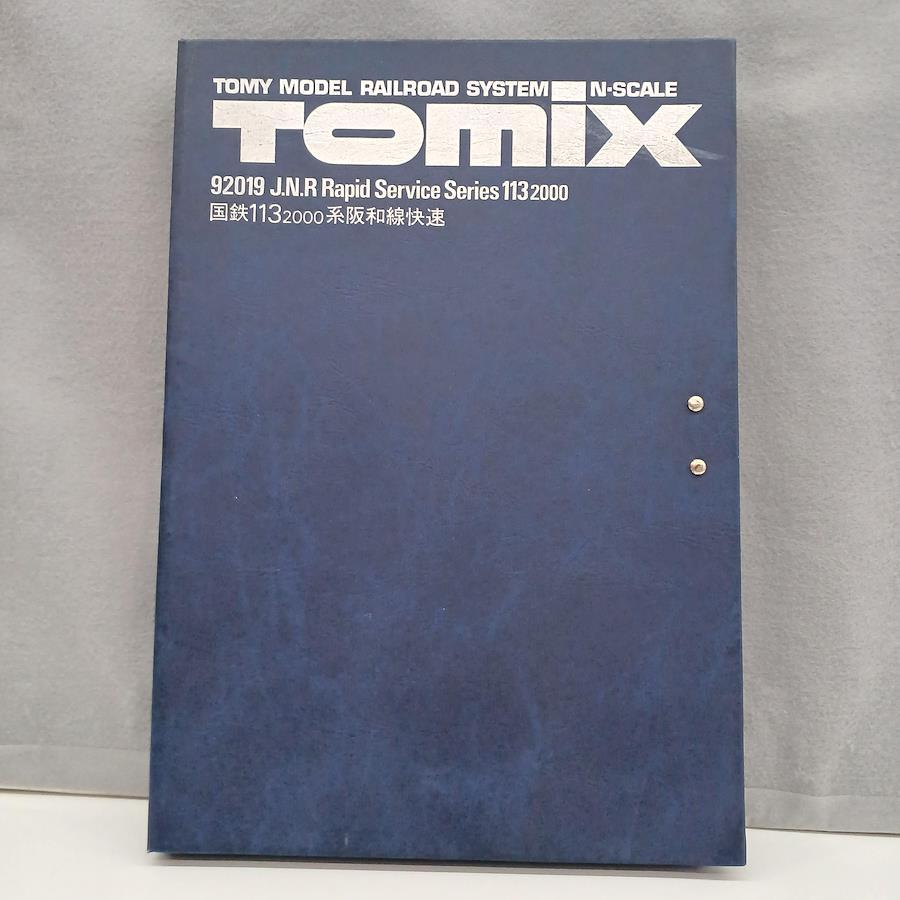 TOMY MODEL RAILROAD SYSTEM N-SCALE
TOMIX
92019 J.N.R Rapid Service Series 113 2000
国鉄113 2000系阪和線快速